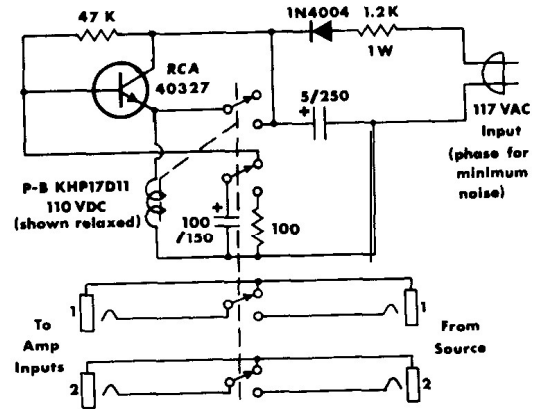 47 K
1N4004 1.2 K
1 W
RCA
40327
5/250
+
117 VAC
Input
(phase for
minimum
noise)
P-B KHP17D11
110 VDC
(shown relaxed)
+
100
/150
100
1
1
To
Amp
Inputs
From
Source
2
2